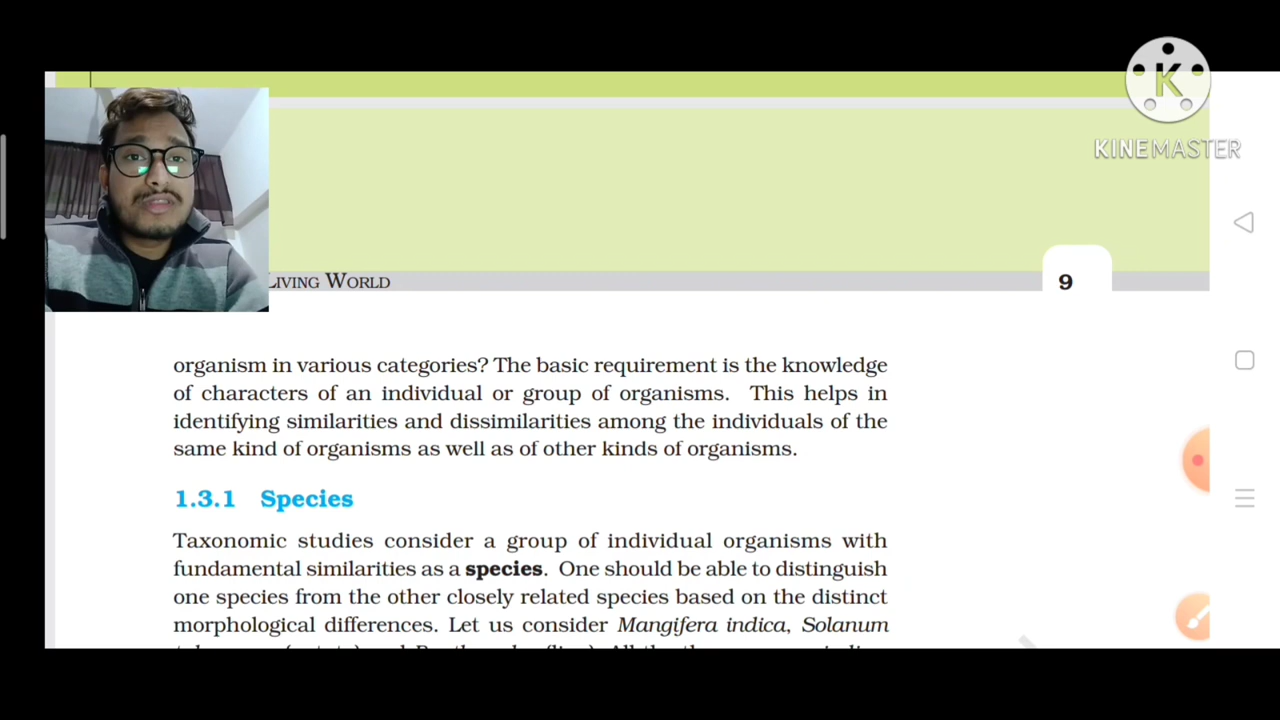 K
KINEMASTER
LIVING WORLD
9
organism in various categories? The basic requirement is the knowledge
of characters of an individual or group of organisms. This helps in
identifying similarities and dissimilarities among the individuals of the
same kind of organisms as well as of other kinds of organisms.
1.3.1 Species
Taxonomic studies consider a group of individual organisms with
fundamental similarities as a species. One should be able to distinguish
one species from the other closely related species based on the distinct
morphological differences. Let us consider Mangifera indica, Solanum